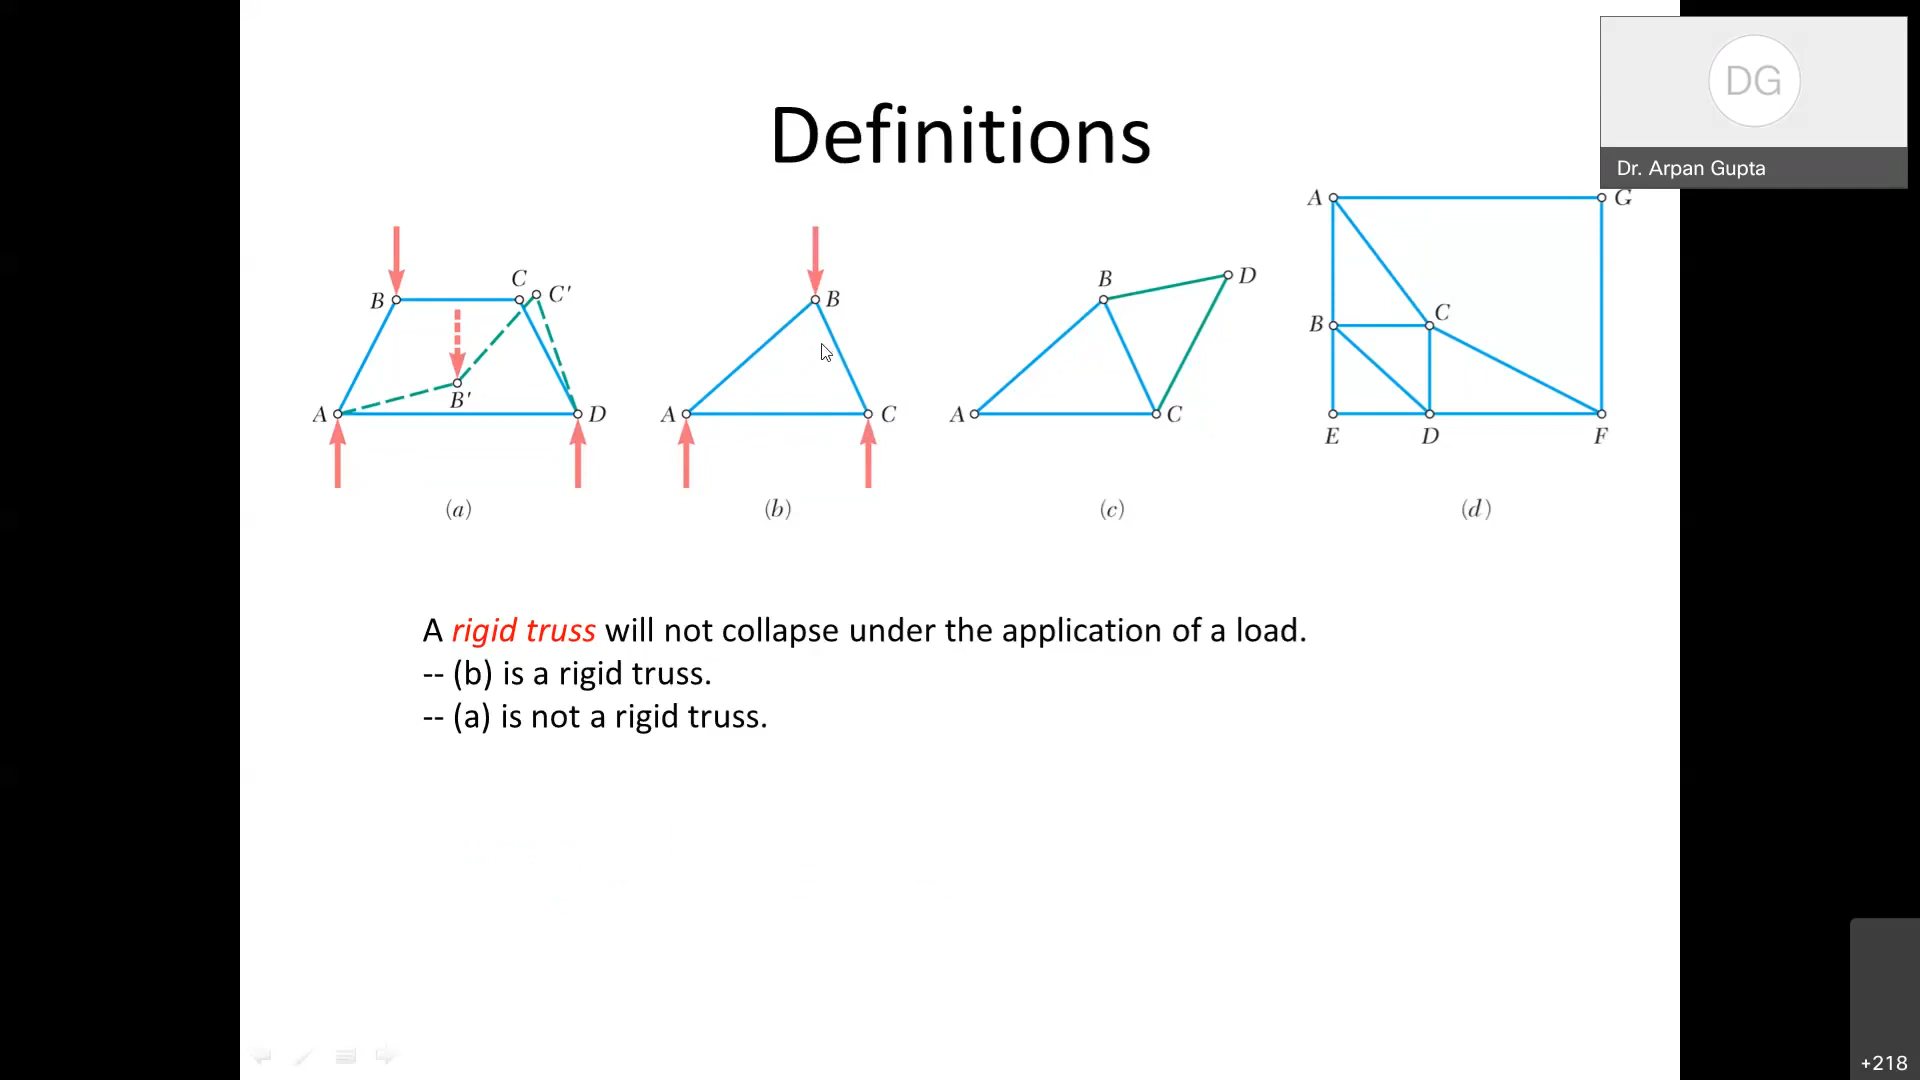 Definitions
DG
Dr. Arpan Gupta
B
C
C'
B'
A
D
(a)
B
A
C
(b)
B
D
A
C
(c)
A
G
B
C
E
D
F
(d)
A rigid truss will not collapse under the application of a load.
-- (b) is a rigid truss.
-- (a) is not a rigid truss.
+218